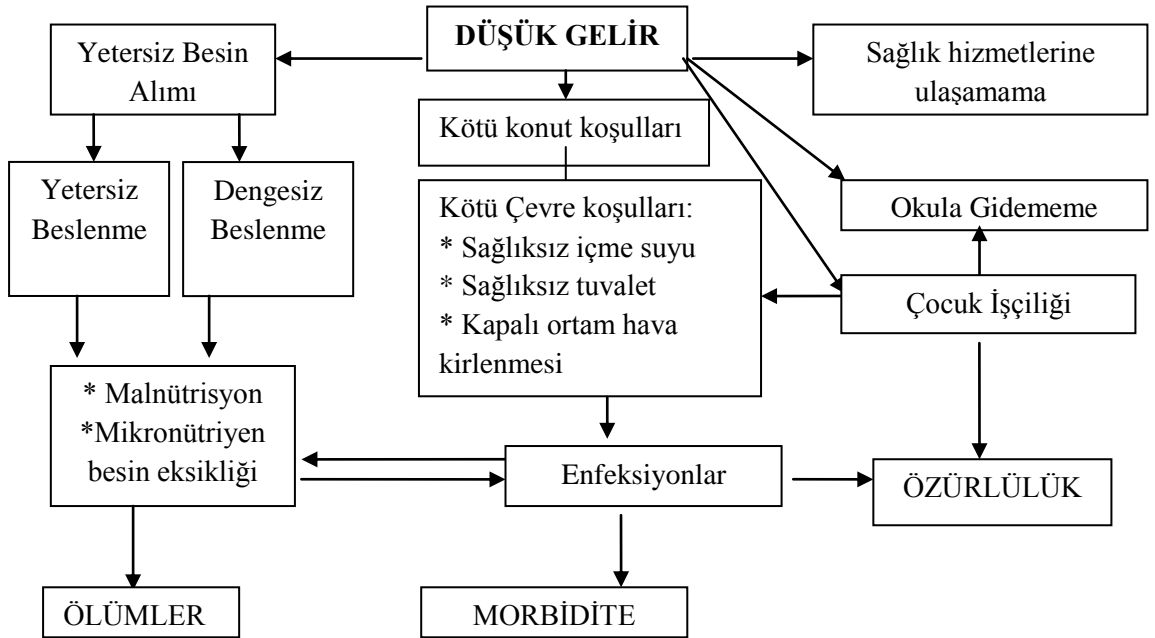 DÜŞÜK GELİR
Yetersiz Besin
Alımı
Sağlık hizmetlerine
ulaşamama
Kötü konut koşulları
Yetersiz
Beslenme
Dengesiz
Beslenme
Kötü Çevre koşulları:
* Sağlıksız içme suyu
* Sağlıksız tuvalet
* Kapalı ortam hava
kirlenmesi
Okula Gidememe
Çocuk İşçiliği
* Malnütrisyon
*Mikronütriyen
besin eksikliği
Enfeksiyonlar
ÖZÜRLÜLÜK
ÖLÜMLER
MORBİDİTE